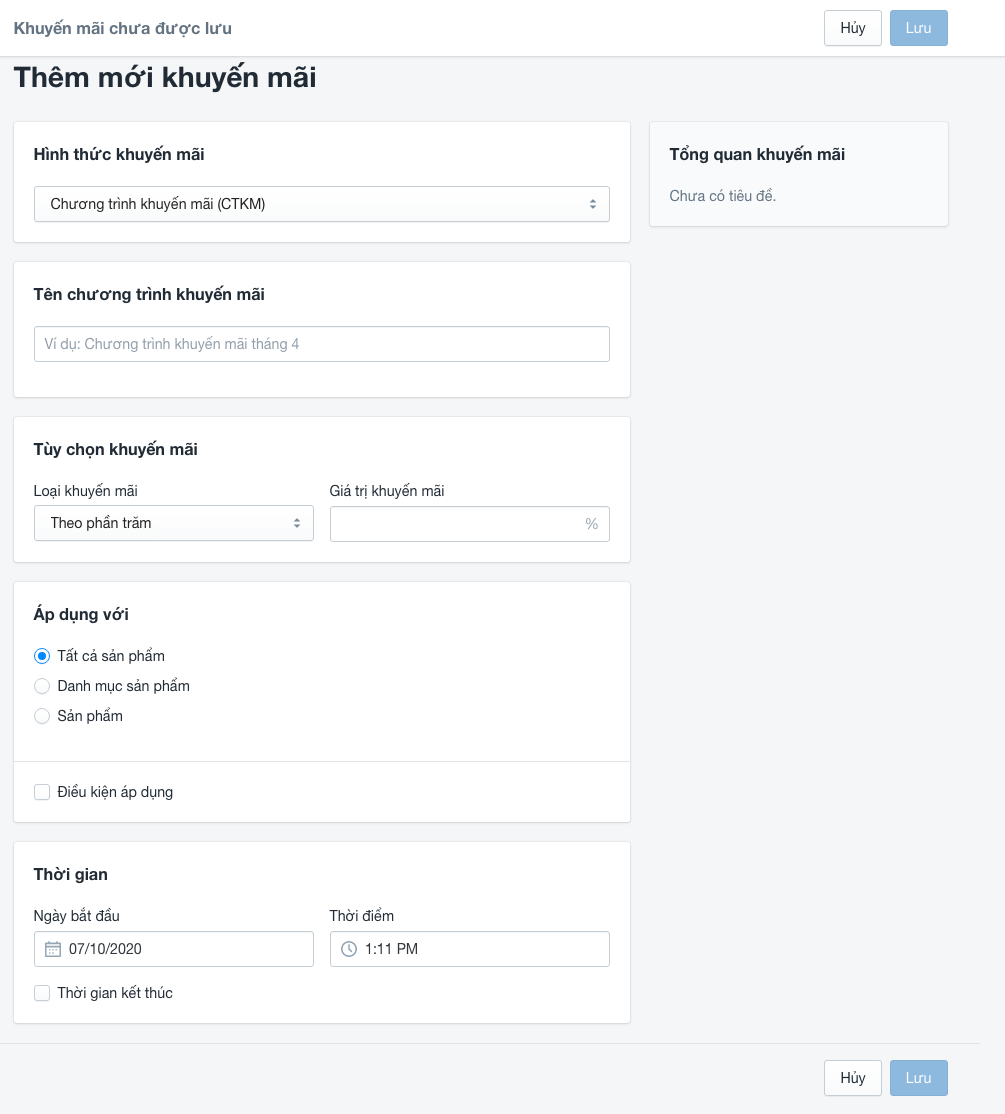 Khuyến mãi chưa được lưu
Hủy
Lưu
Thêm mới khuyến mãi
Hình thức khuyến mãi
Chương trình khuyến mãi (CTKM)
Tổng quan khuyến mãi
Chưa có tiêu đề.
Tên chương trình khuyến mãi
Ví dụ: Chương trình khuyến mãi tháng 4
Tùy chọn khuyến mãi
Loại khuyến mãi
Giá trị khuyến mãi
Theo phần trăm
%
Áp dụng với
Tất cả sản phẩm
Danh mục sản phẩm
Sản phẩm
Điều kiện áp dụng
Thời gian
Ngày bắt đầu
Thời điểm
07/10/2020
1:11 PM
Thời gian kết thúc
Hủy
Lưu